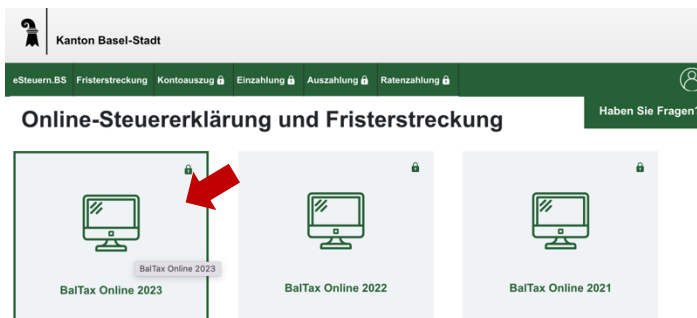 Kanton Basel-Stadt
eSteuern.BS Fristerstreckung Kontoauszug Einzahlung Auszahlung Ratenzahlung
Haben Sie Fragen?
Online-Steuererklärung und Fristerstreckung
BalTax Online 2023
BalTax Online 2023 BalTax Online 2022 BalTax Online 2021